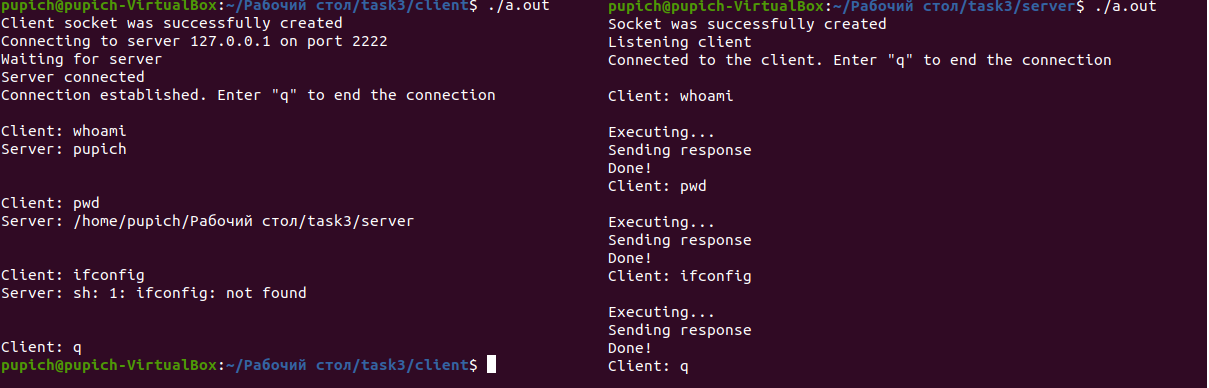 pupich@pupich-VirtualBox:~/Рабочий стол/task3/client$ ./a.out
Client socket was successfully created
Connecting to server 127.0.0.1 on port 2222
Waiting for server
Server connected
Connection established. Enter "q" to end the connection
Client: whoami
Server: pupich
Client: pwd
Server: /home/pupich/Рабочий стол/task3/server
Client: ifconfig
Server: sh: 1: ifconfig: not found
Client: q
pupich@pupich-VirtualBox:~/Рабочий стол/task3/client$
pupich@pupich-VirtualBox:~/Рабочий стол/task3/server$ ./a.out
Socket was successfully created
Listening client
Connected to the client. Enter "q" to end the connection
Client: whoami
Executing...
Sending response
Done!
Client: pwd
Executing...
Sending response
Done!
Client: ifconfig
Executing...
Sending response
Done!
Client: q